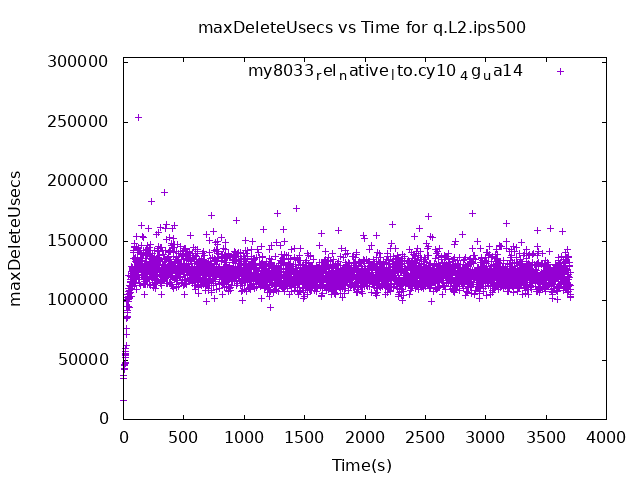 maxDeleteUsecs vs Time for q.L2.ips500
300000
250000
200000
150000
100000
50000
0
maxDeleteUsecs
my8033relnativelto.cy104gua14
0 500 1000 1500 2000 2500 3000 3500 4000
Time(s)